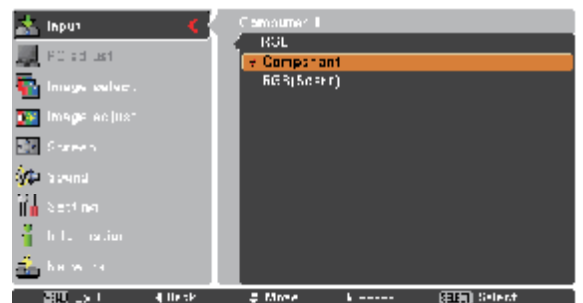 Input
Computer 1
RGB
PC adjust
Component
Image select
RGB(Scart)
Image adjust
Screen
Sound
Setting
Information
Network
Exit
Back
Move
-----
Select